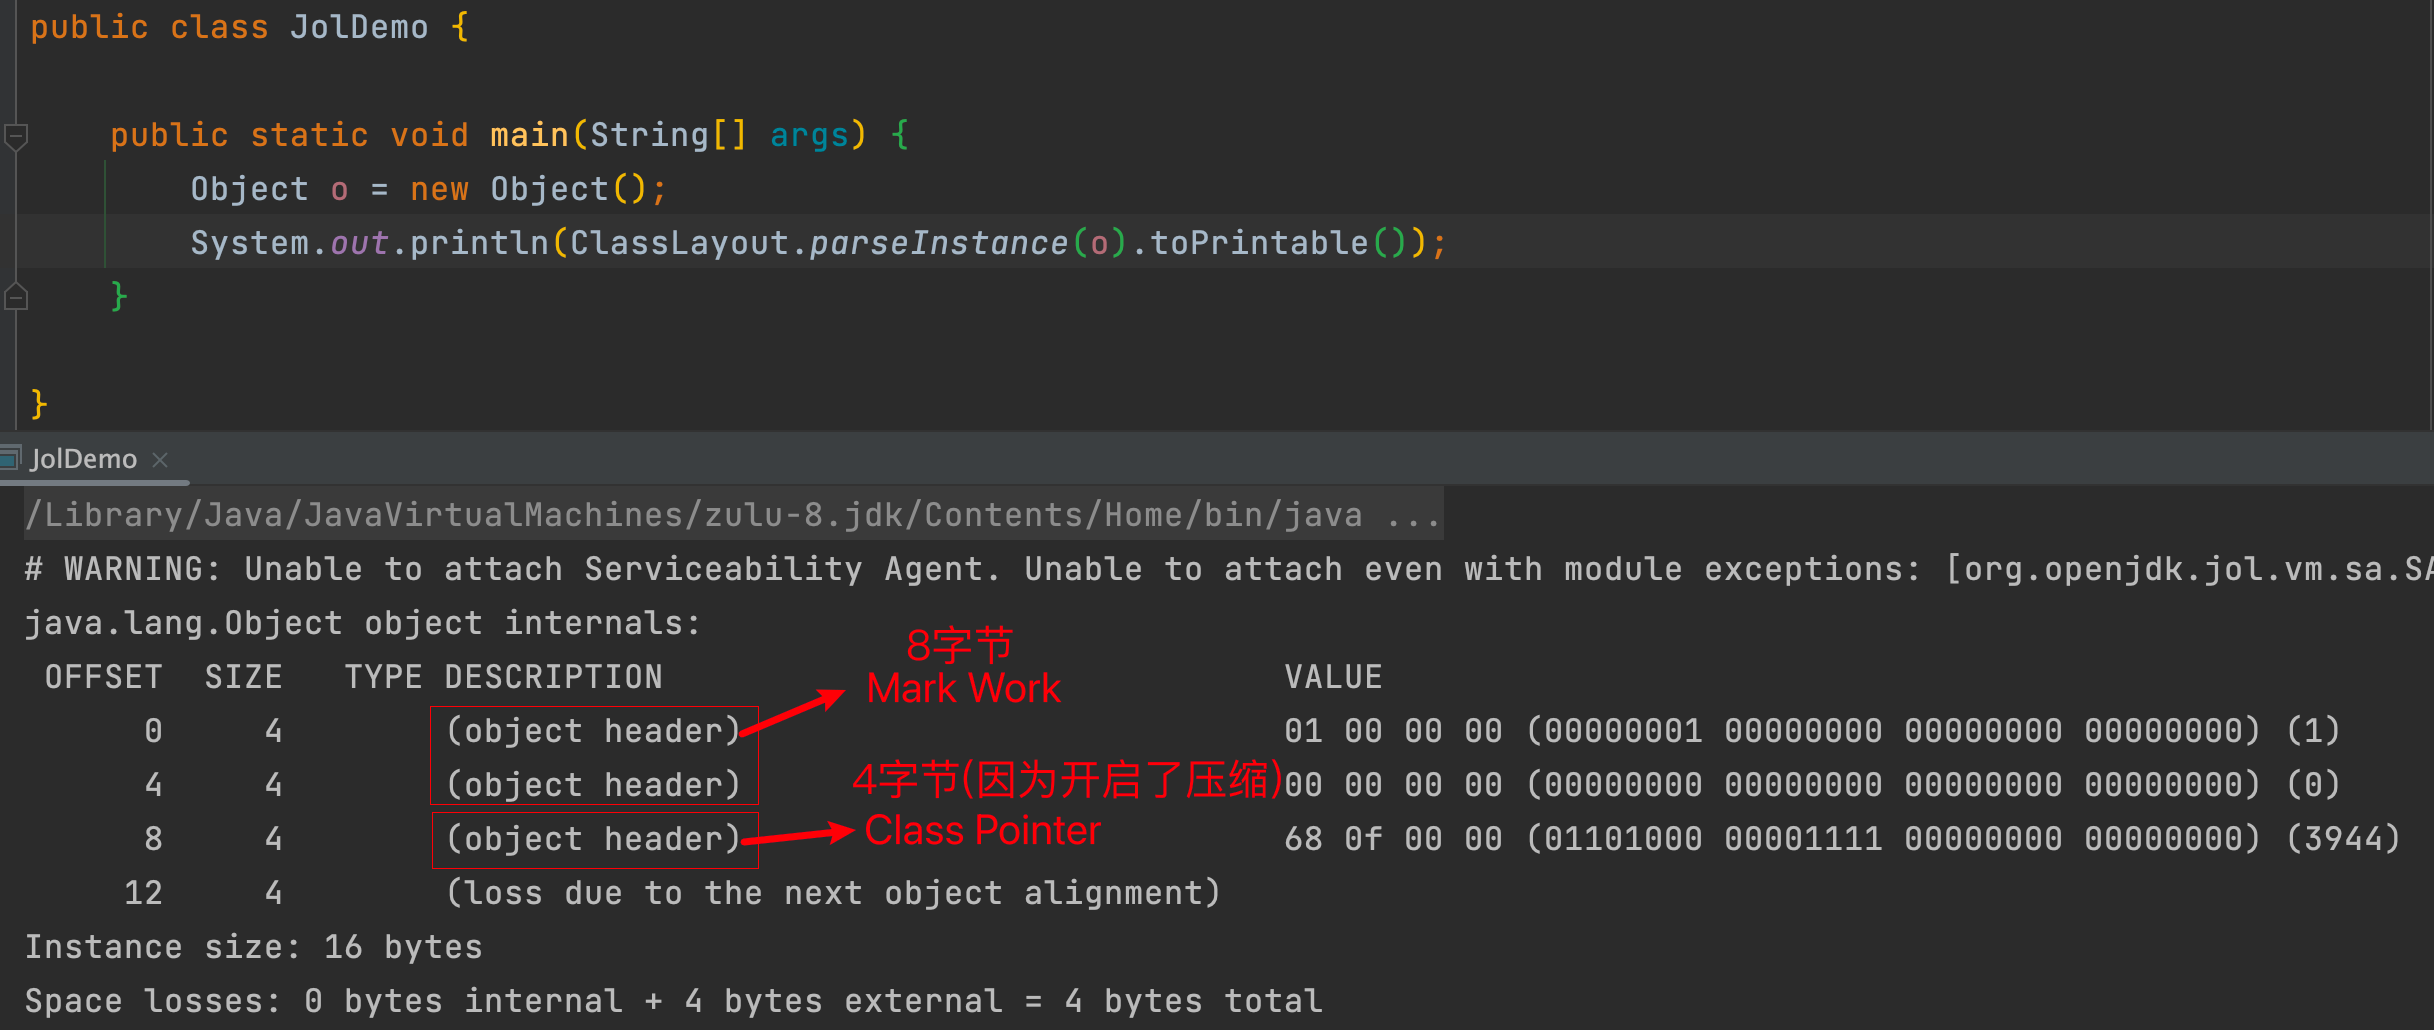 public class JolDemo {
public static void main(String[] args) {
Object o = new Object();
System.out.println(ClassLayout.parseInstance(o).toPrintable());
}
}
JolDemo
/Library/Java/JavaVirtualMachines/zulu-8.jdk/Contents/Home/bin/java ...
# WARNING: Unable to attach Serviceability Agent. Unable to attach even with module exceptions: [org.openjdk.jol.vm.sa.SA
java.lang.Object object internals:
8字节
OFFSET SIZE TYPE DESCRIPTION VALUE
Mark Work
0 4 (object header) 01 00 00 00 (00000001 00000000 00000000 00000000) (1)
4 4 (object header) 00 00 00 00 (00000000 00000000 00000000 00000000) (0)
4字节(因为开启了压缩)
Class Pointer
8 4 (object header) 68 0f 00 00 (01101000 00001111 00000000 00000000) (3944)
12 4 (loss due to the next object alignment)
Instance size: 16 bytes
Space losses: 0 bytes internal + 4 bytes external = 4 bytes total